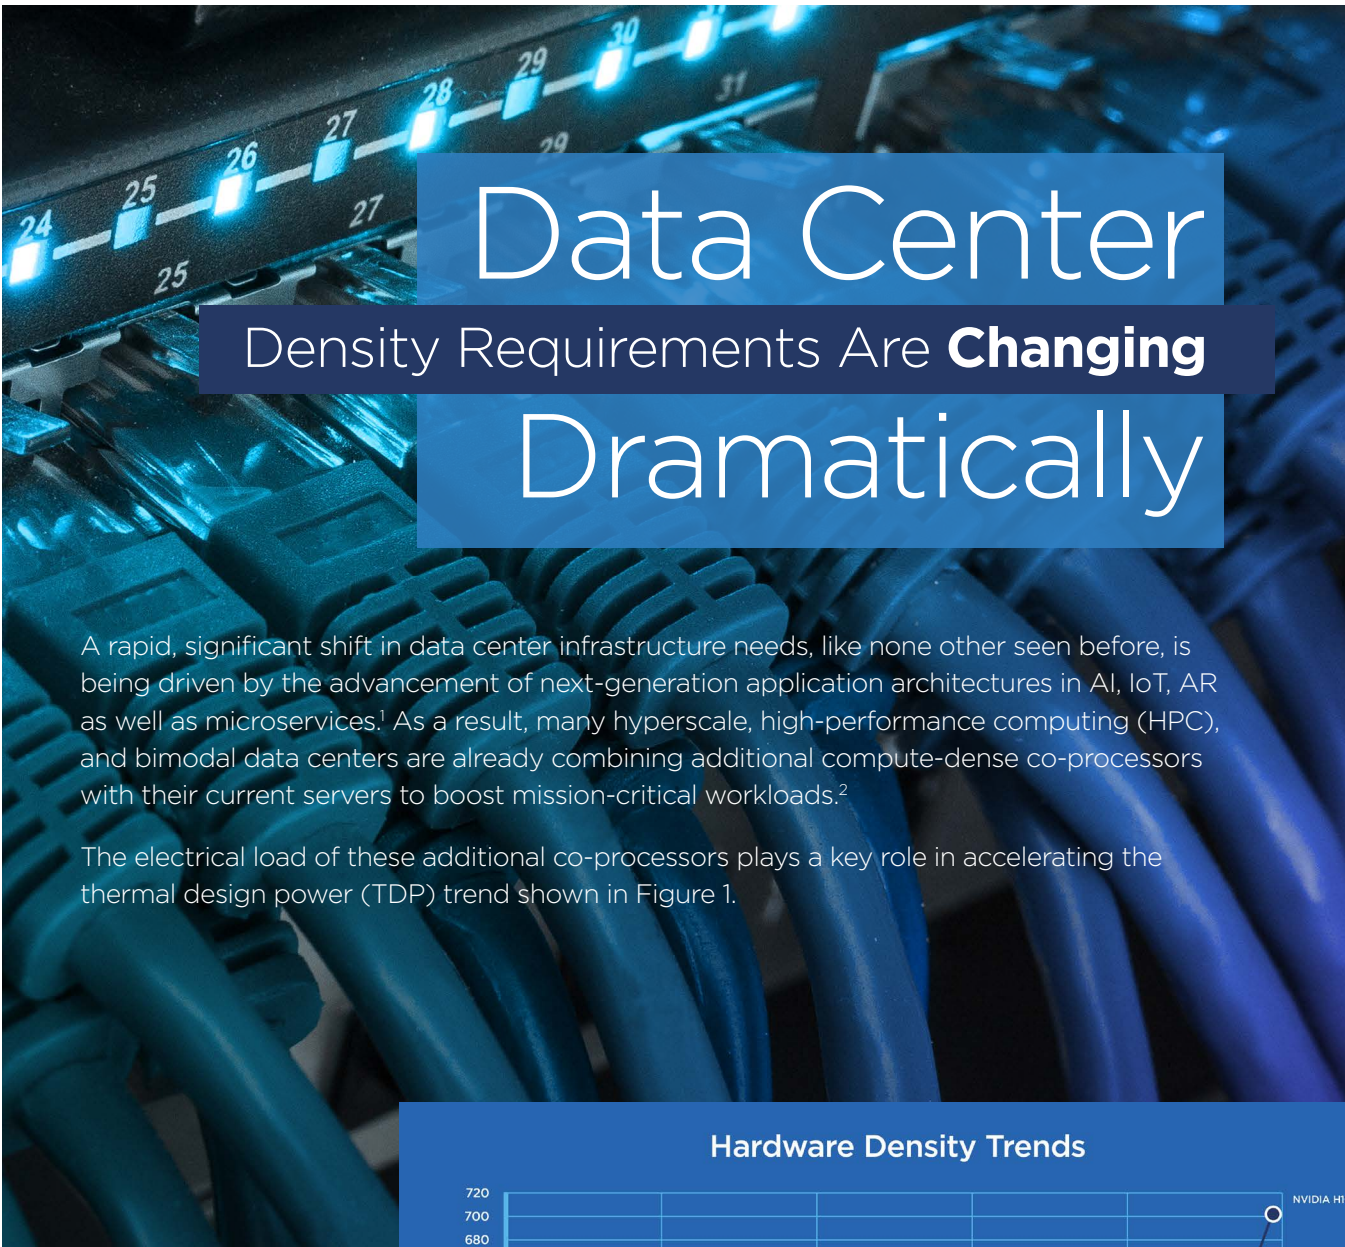 24 25 26 27 28 29 30
25 27 29 31
Data Center
Density Requirements Are Changing
Dramatically
A rapid, significant shift in data center infrastructure needs, like none other seen before, is
being driven by the advancement of next-generation application architectures in AI, IoT, AR
as well as microservices.¹ As a result, many hyperscale, high-performance computing (HPC),
and bimodal data centers are already combining additional compute-dense co-processors
with their current servers to boost mission-critical workloads.²
The electrical load of these additional co-processors plays a key role in accelerating the
thermal design power (TDP) trend shown in Figure 1.
Hardware Density Trends
720
NVIDIA H1
700
680